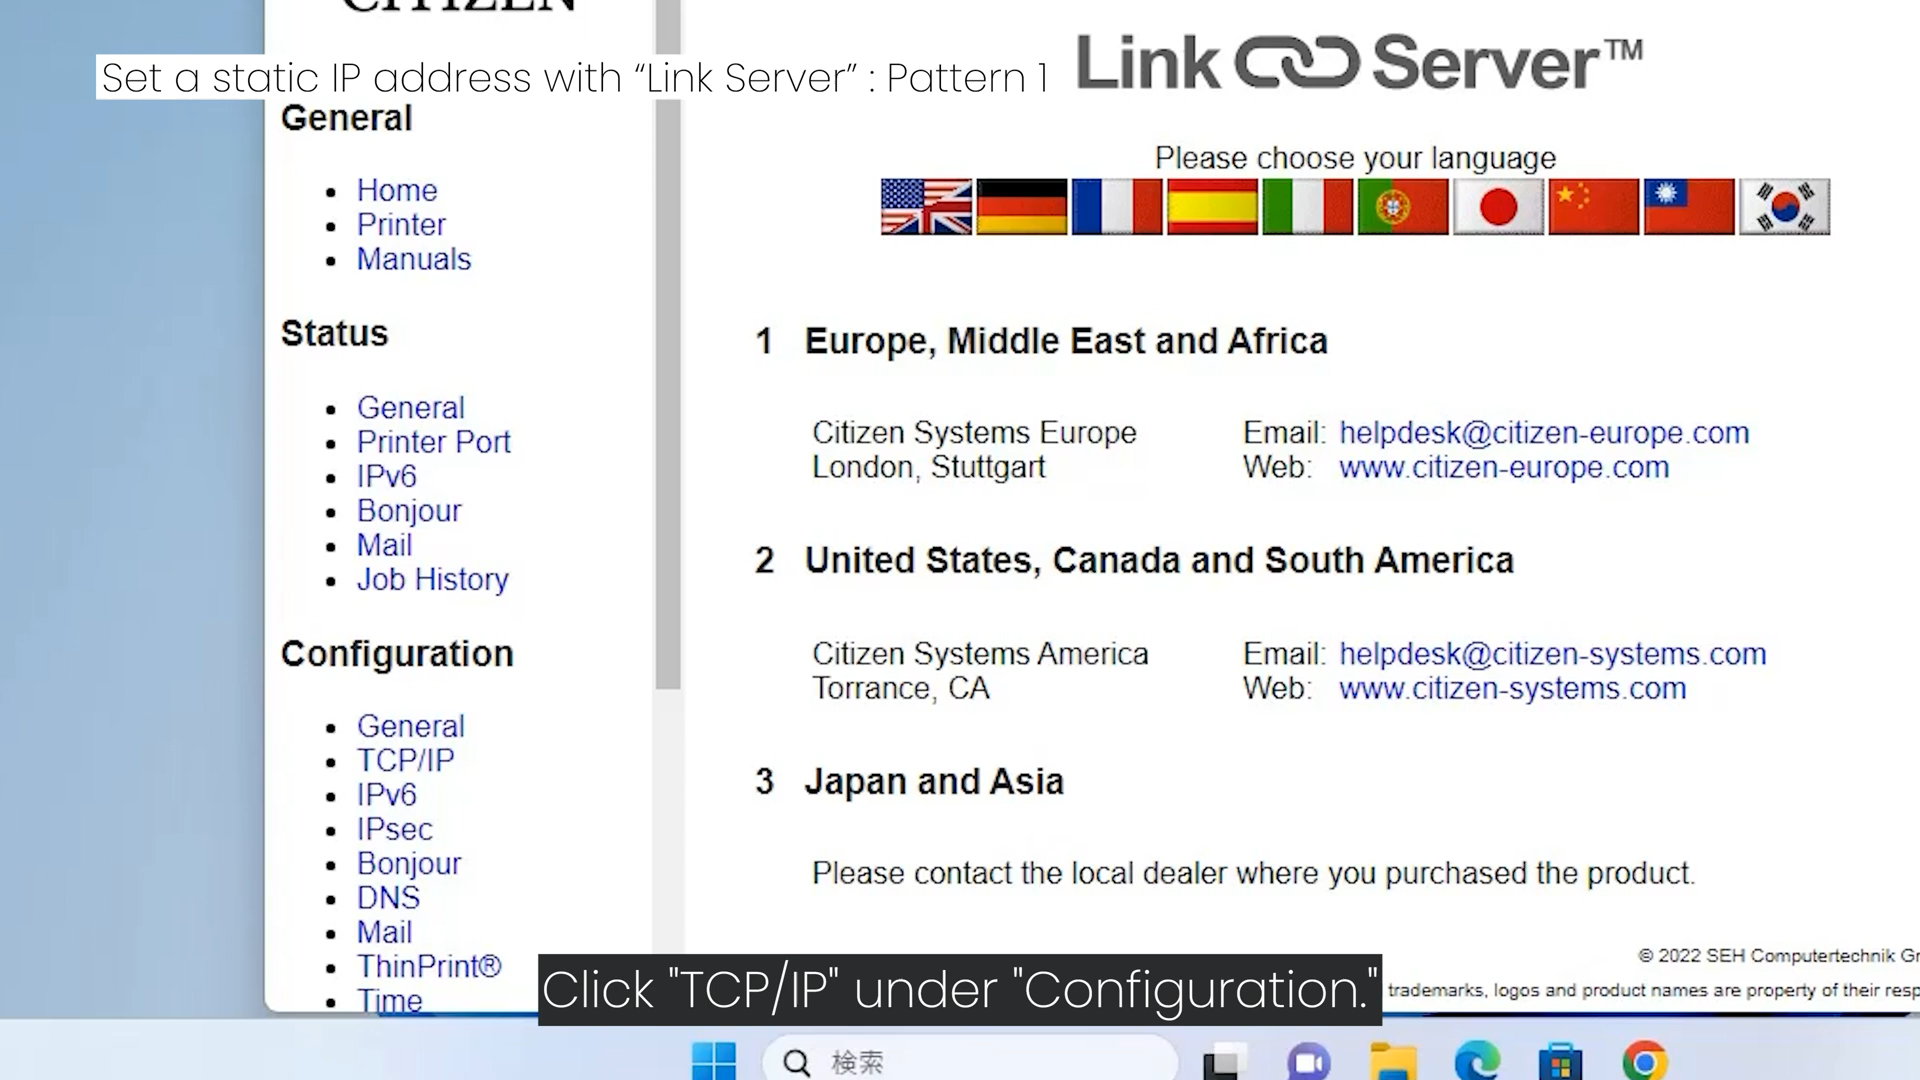 CITIZEN
Set a static IP address with “Link Server” : Pattern 1
General
Home
Printer
Manuals
Status
General
Printer Port
IPv6
Bonjour
Mail
Job History
Configuration
General
TCP/IP
IPv6
IPsec
Bonjour
DNS
Mail
ThinPrint®
Time
Link Server™
Please choose your language
1 Europe, Middle East and Africa
Citizen Systems Europe Email: helpdesk@citizen-europe.com
London, Stuttgart Web: www.citizen-europe.com
2 United States, Canada and South America
Citizen Systems America Email: helpdesk@citizen-systems.com
Torrance, CA Web: www.citizen-systems.com
3 Japan and Asia
Please contact the local dealer where you purchased the product.
© 2022 SEH Computertechnik
trademarks, logos and product names are property of their
Click "TCP/IP" under "Configuration."
検索